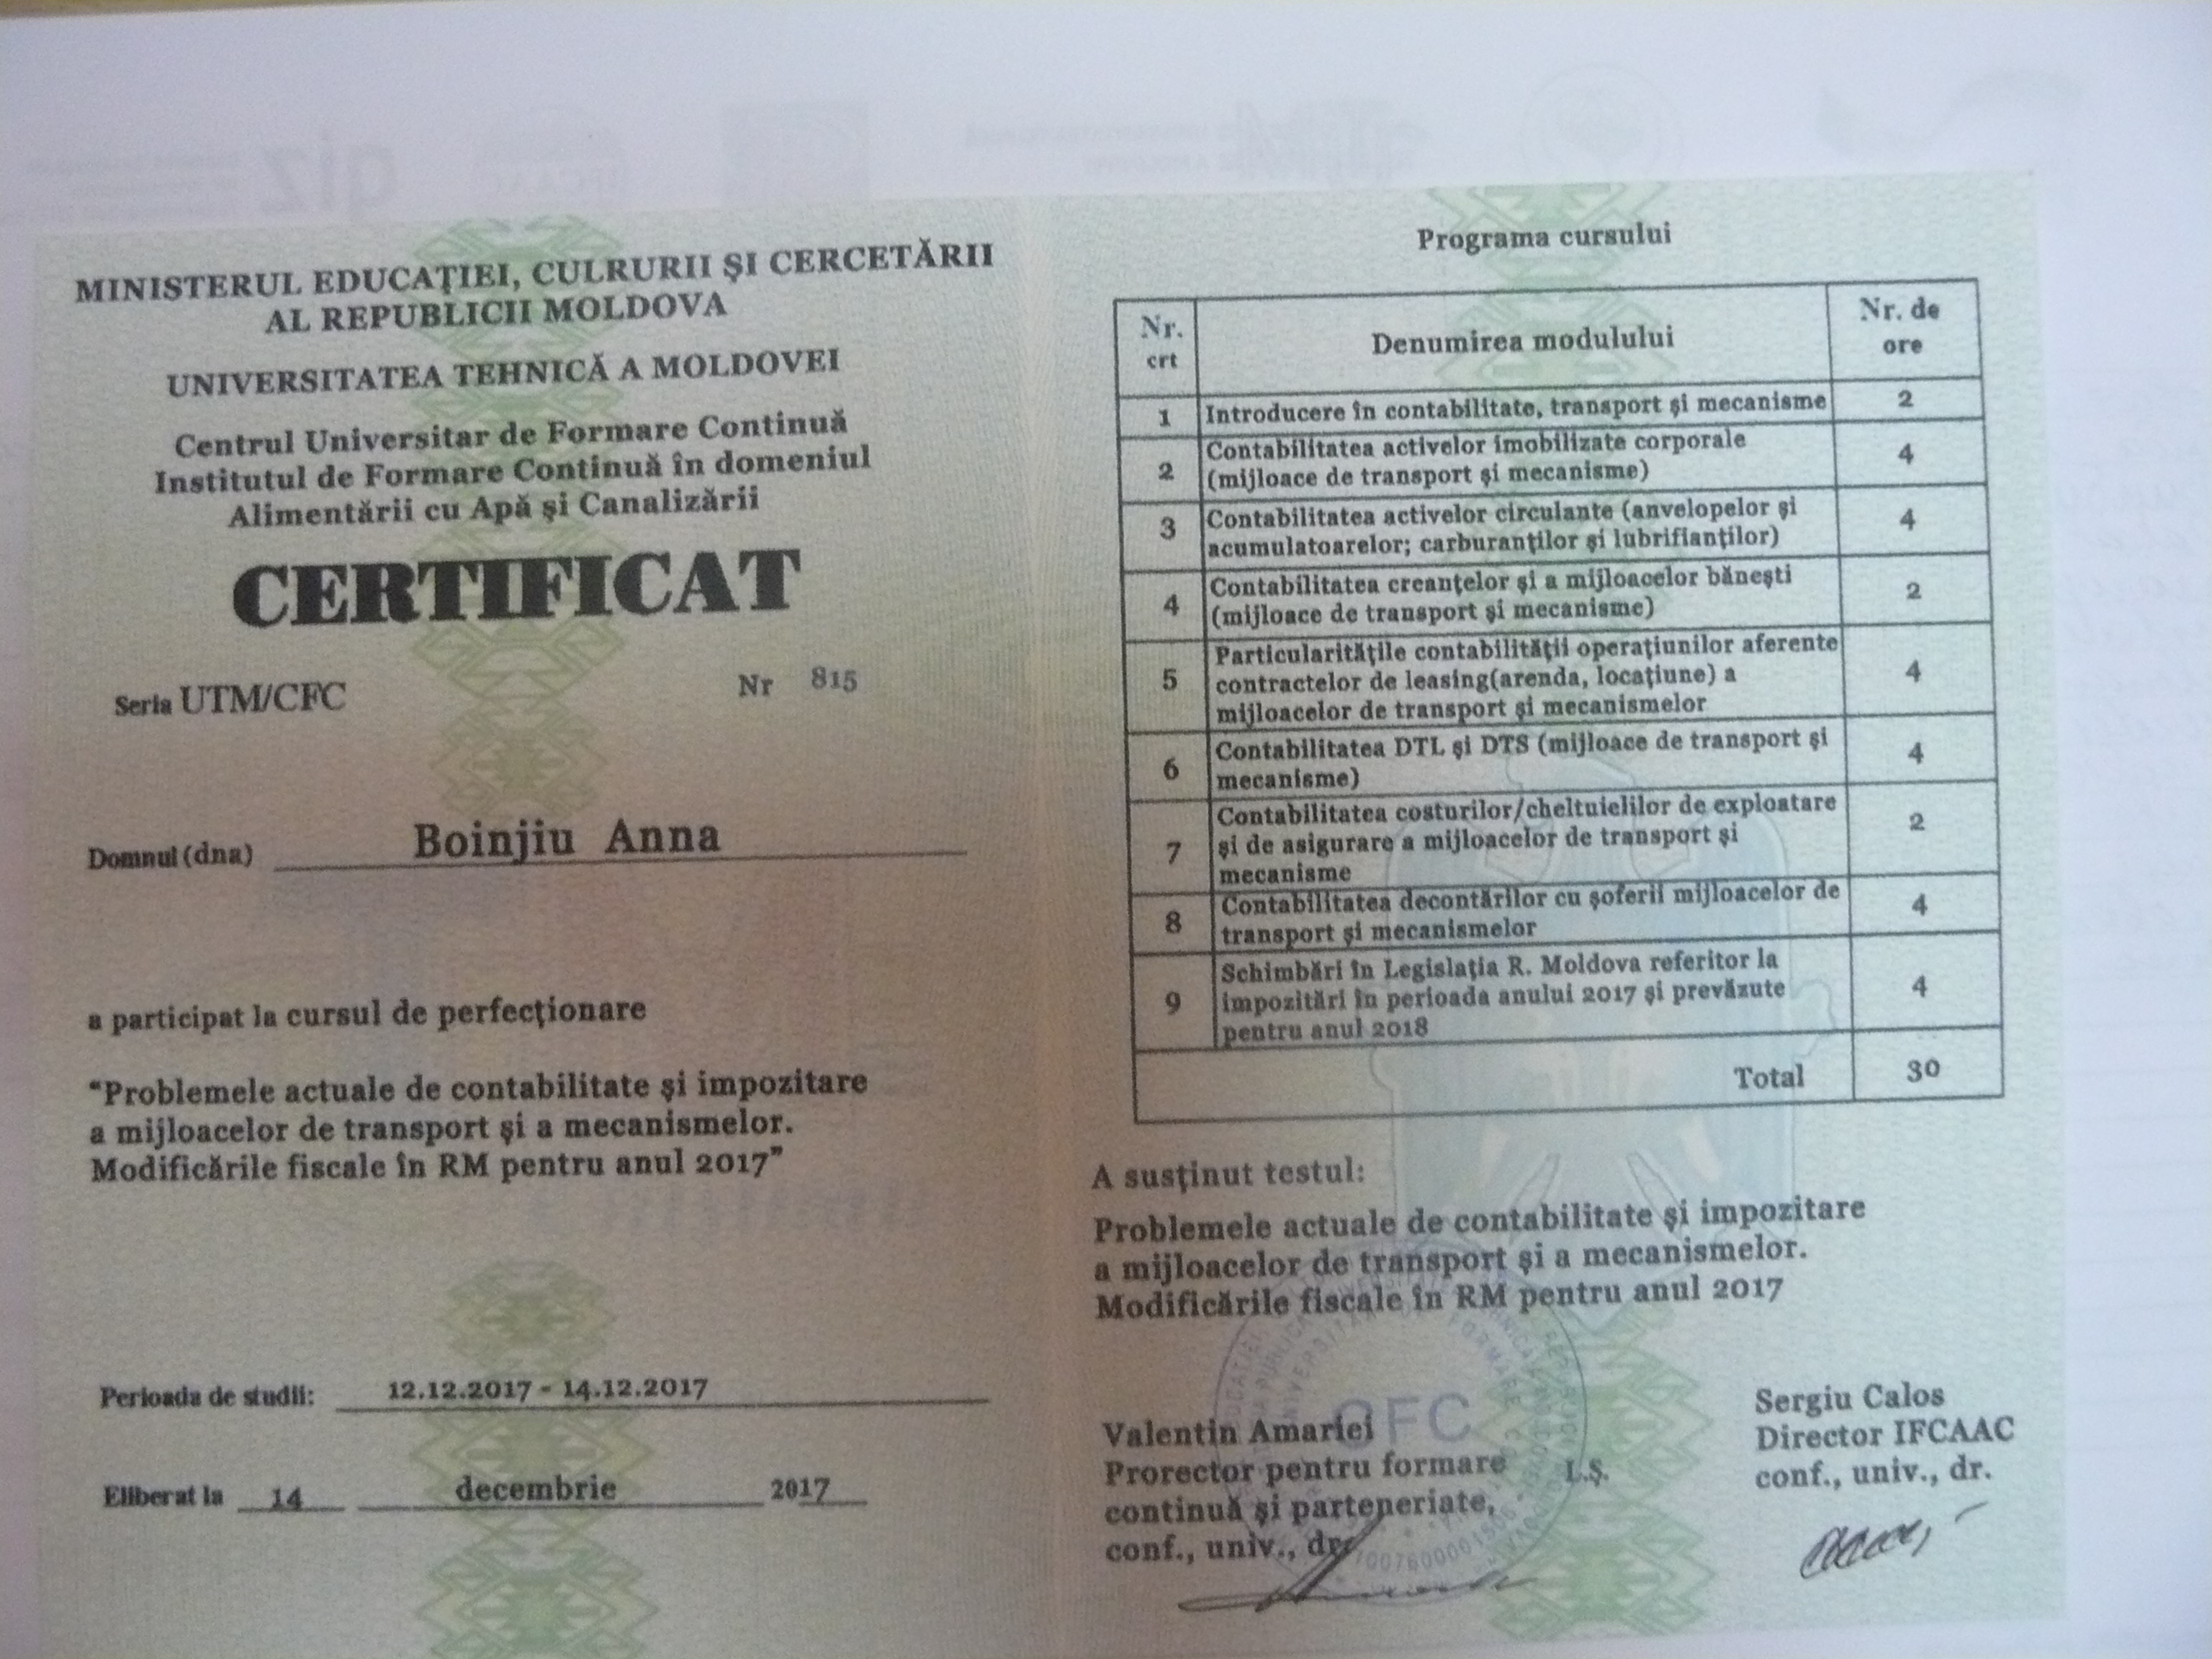 MINISTERUL EDUCAŢIEI, CULRURII ŞI CERCETĂRII
AL REPUBLICII MOLDOVA
UNIVERSITATEA TEHNICĂ A MOLDOVEI
Centrul Universitar de Formare Continuă
Institutul de Formare Continuă în domeniul
Alimentării cu Apă şi Canalizării
CERTIFICAT
Seria UTM/CFC Nr 815
Domnul (dna) Boinjiu Anna
a participat la cursul de perfecţionare
“Problemele actuale de contabilitate şi impozitare
a mijloacelor de transport şi a mecanismelor.
Modificările fiscale în RM pentru anul 2017”
Perioada de studii: 12.12.2017 - 14.12.2017
Eliberat la 14 decembrie 2017
Programa cursului
Nr. crt Denumirea modulului Nr. de ore
1 Introducere în contabilitate, transport şi mecanisme 2
2 Contabilitatea activelor imobilizate corporale
(mijloace de transport şi mecanisme) 4
3 Contabilitatea activelor circulante (anvelopelor şi
acumulatoarelor; carburanţilor şi lubrifianţilor) 4
4 Contabilitatea creanţelor şi a mijloacelor băneşti
(mijloace de transport şi mecanisme) 2
5 Particularităţile contabilităţii operaţiunilor aferente
contractelor de leasing(arenda, locaţiune) a
mijloacelor de transport şi mecanismelor 4
6 Contabilitatea DTL şi DTS (mijloace de transport şi
mecanisme) 4
7 Contabilitatea costurilor/cheltuielilor de exploatare
şi de asigurare a mijloacelor de transport şi
mecanisme 2
8 Contabilitatea decontărilor cu şoferii mijloacelor de
transport şi mecanismelor 4
9 Schimbări în Legislaţia R. Moldova referitor la
impozitări în perioada anului 2017 şi prevăzute
pentru anul 2018 4
Total 30
A susţinut testul:
Problemele actuale de contabilitate şi impozitare
a mijloacelor de transport şi a mecanismelor.
Modificările fiscale în RM pentru anul 2017
Valentin Amariei
Prorector pentru formare
continuă şi parteneriate,
conf., univ., dr.
L.Ş.
Sergiu Calos
Director IFCAAC
conf., univ., dr.